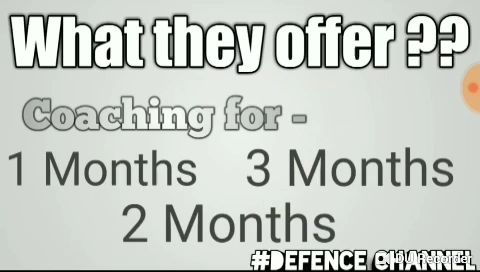 What they offer ??
Coaching for -
1 Months 3 Months
2 Months
#DEFENCE CHANNEL
DU Recorder